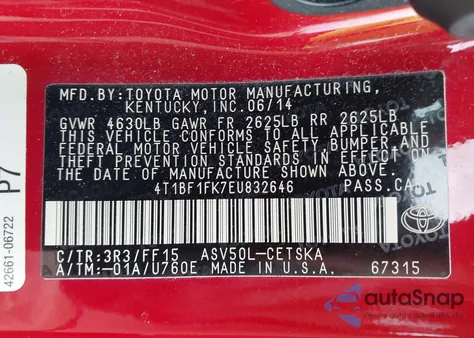 MFD.BY:TOYOTA MOTOR MANUFACTURING,
KENTUCKY, INC.06/14
GVWR 4630LB GAWR FR 2625LB RR 2625LB
THIS VEHICLE CONFORMS TO ALL APPLICABLE
FEDERAL MOTOR VEHICLE SAFETY, BUMPER, AND
THEFT PREVENTION STANDARDS IN EFFECT ON
THE DATE OF MANUFACTURE SHOWN ABOVE.
4T1BF1FK7EU832646 PASS.CAR
C/TR:3R3/FF15 ASV50L-CETSKA
A/TM:-01A/U760E MADE IN U.S.A. 67315
TOYOTA
42661-06722 P7
autoSnap